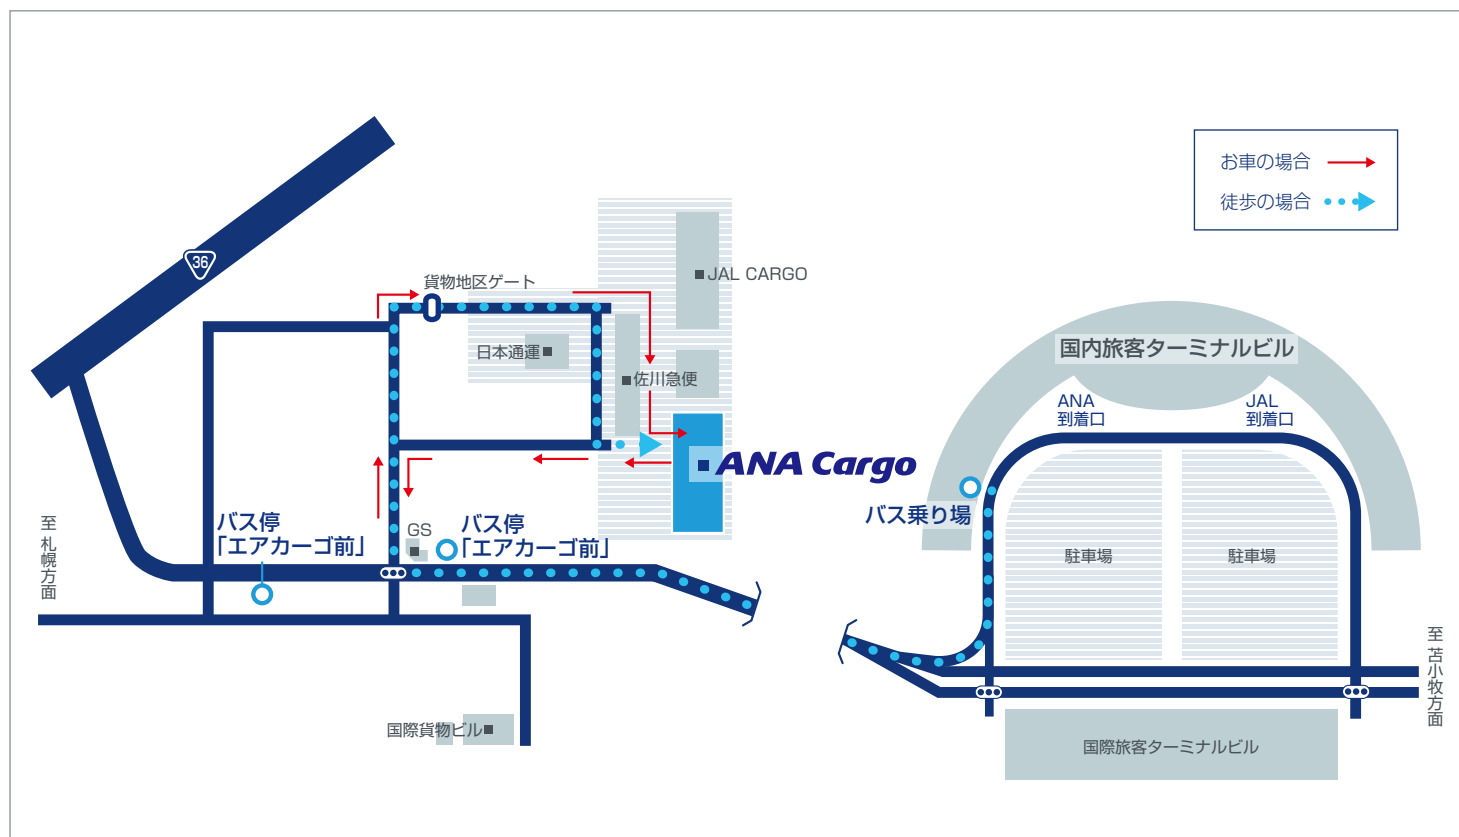 お車の場合
徒歩の場合
36
貨物地区ゲート
JAL CARGO
日本通運
佐川急便
ANA Cargo
GS
バス停
「エアカーゴ前」
バス停
「エアカーゴ前」
至 札幌方面
国際貨物ビル
国内旅客ターミナルビル
ANA
到着口
JAL
到着口
バス乗り場
駐車場
駐車場
至 苫小牧方面
国際旅客ターミナルビル